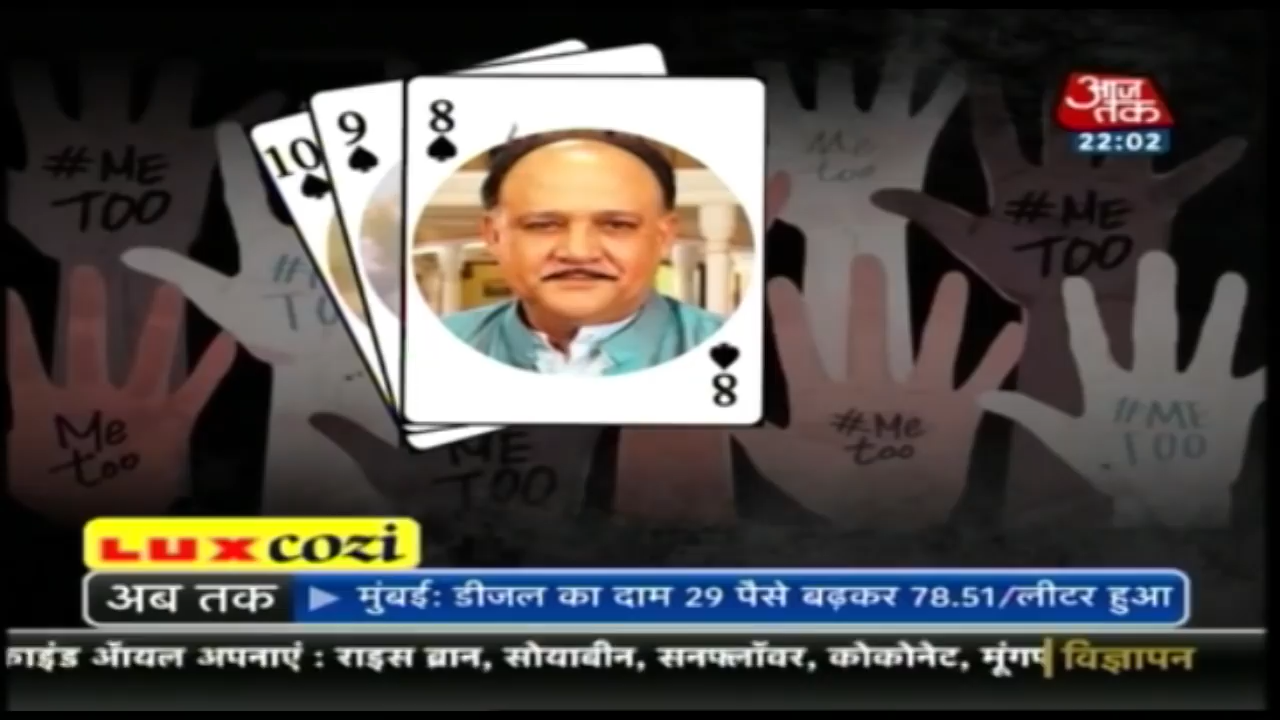 10
9
8
8
आज
तक
22:02
#ME
TOO
Me
too
#ME
TOO
Me
too
ME
TOO
#Me
too
#ME
TOO
LUX cozi
अब तक
मुंबई: डीजल का दाम 29 पैसे बढ़कर 78.51/लीटर हुआ
ऑयल अपनाएं : राइस ब्रान, सोयाबीन, सनफ्लॉवर, कोकोनेट,
विज्ञापन